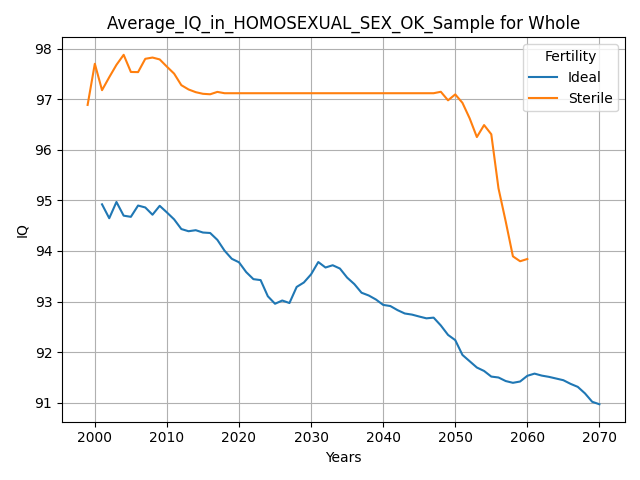 Average_IQ_in_HOMOSEXUAL_SEX_OK_Sample for Whole
Fertility
Ideal
Sterile
98
97
96
95
94
93
92
91
IQ
2000 2010 2020 2030 2040 2050 2060 2070
Years